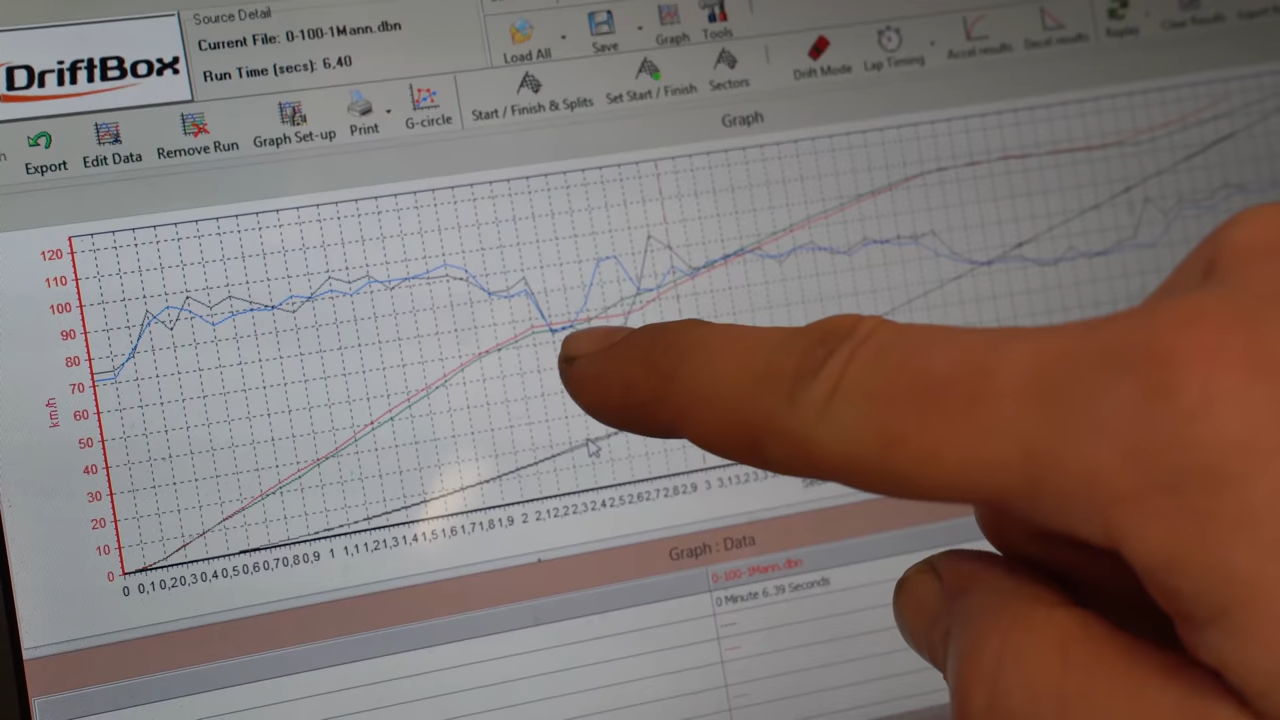 DriftBox
Source Detail
Current File: 0-100-1Mann.dbn
Run Time (secs): 6,40
Load All
Save
Graph
Tools
Export
Edit Data
Remove Run
Graph Set-up
Print
G-circle
Start / Finish & Splits
Set Start / Finish
Sectors
Drift Mode
Lap Timing
Accel results
Decel results
Replay
Clear Results
Graph
120
110
100
90
80
70
60
50
40
30
20
10
0
km/h
0 0,1 0,2 0,3 0,4 0,5 0,6 0,7 0,8 0,9 1 1,1 1,2 1,3 1,4 1,5 1,6 1,7 1,8 1,9 2 2,1 2,2 2,3 2,4 2,5 2,6 2,7 2,8 2,9 3 3,1 3,2 3,3
Graph : Data
0-100-1Mann.dbn
0 Minute 6.39 Seconds